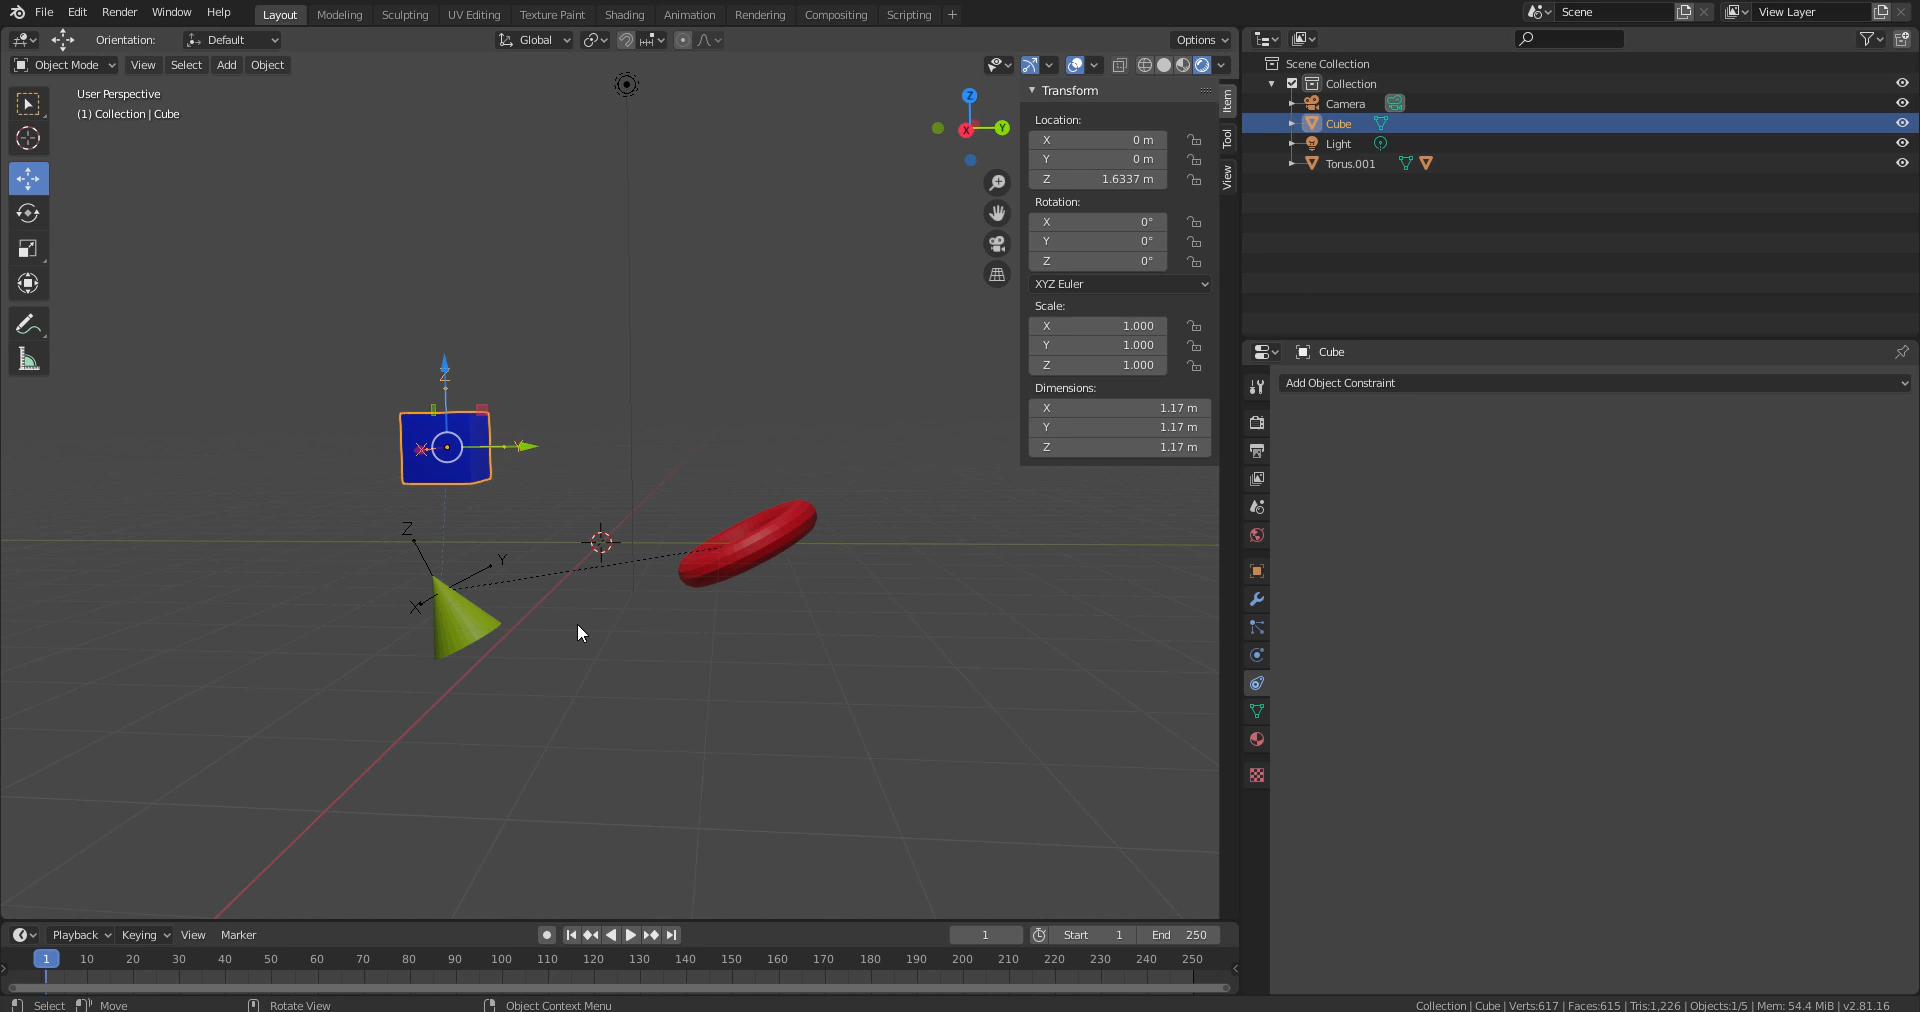 File Edit Render Window Help Layout Modeling Sculpting UV Editing Texture Paint Shading Animation Rendering Compositing Scripting + Scene View Layer
Orientation: Default Global Options
Object Mode View Select Add Object
User Perspective
(1) Collection | Cube
Z
X
Y
Transform
Location:
X 0 m
Y 0 m
Z 1.6337 m
Rotation:
X 0°
Y 0°
Z 0°
XYZ Euler
Scale:
X 1.000
Y 1.000
Z 1.000
Dimensions:
X 1.17 m
Y 1.17 m
Z 1.17 m
Item
Tool
View
Scene Collection
Collection
Camera
Cube
Light
Torus.001
Cube
Add Object Constraint
Z
X
Y
Z
Y
X
Playback Keying View Marker 1 Start 1 End 250
1 10 20 30 40 50 60 70 80 90 100 110 120 130 140 150 160 170 180 190 200 210 220 230 240 250
Select Move Rotate View Object Context Menu Collection | Cube | Verts:617 | Faces:615 | Tris:1,226 | Objects:1/5 | Mem: 54.4 MiB | v2.81.16